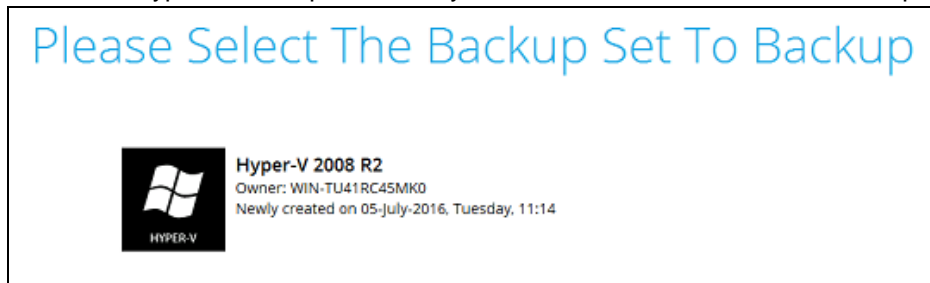 Please Select The Backup Set To Backup
Hyper-V 2008 R2
Owner: WIN-TU41RC45MK0
Newly created on 05-July-2016, Tuesday, 11:14
HYPER-V